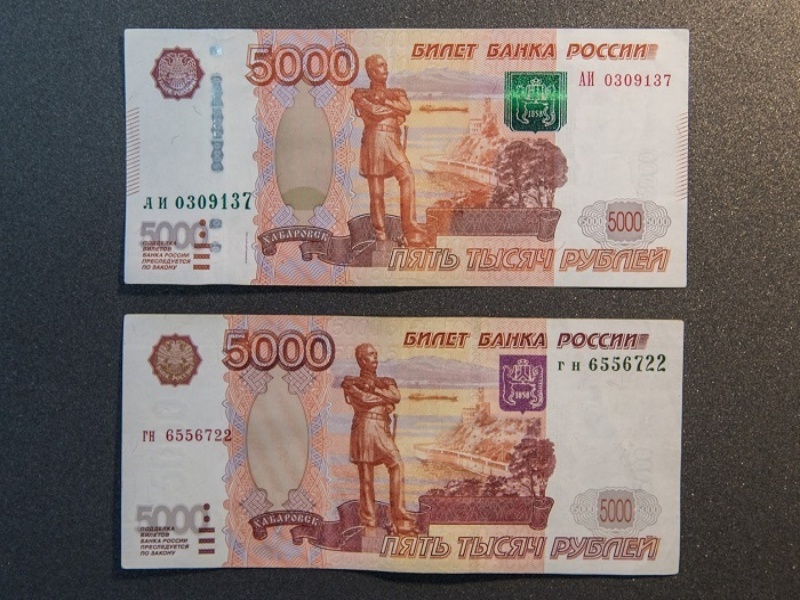 5000
БИЛЕТ БАНКА РОССИИ
АИ 0309137
1858
АИ 0309137
5000
ПОДДЕЛКА
БИЛЕТОВ
БАНКА РОССИИ
ПРЕСЛЕДУЕТСЯ
ПО ЗАКОНУ
ХАБАРОВСК
5000
ПЯТЬ ТЫСЯЧ РУБЛЕЙ
5000
БИЛЕТ БАНКА РОССИИ
гн 6556722
1858
гн 6556722
5000
ПОДДЕЛКА
БИЛЕТОВ
БАНКА РОССИИ
ПРЕСЛЕДУЕТСЯ
ПО ЗАКОНУ
ХАБАРОВСК
5000
ПЯТЬ ТЫСЯЧ РУБЛЕЙ